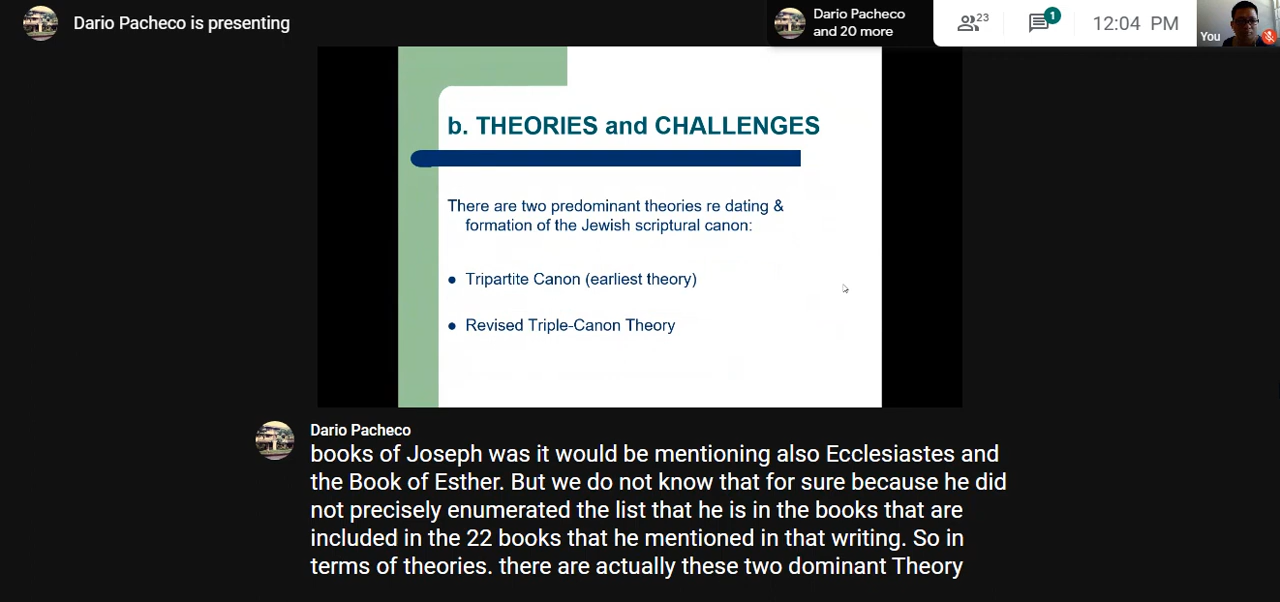 Dario Pacheco is presenting
Dario Pacheco
and 20 more
23
1
12:04 PM
You
b. THEORIES and CHALLENGES
There are two predominant theories re dating &
formation of the Jewish scriptural canon:
● Tripartite Canon (earliest theory)
● Revised Triple-Canon Theory
Dario Pacheco
books of Joseph was it would be mentioning also Ecclesiastes and
the Book of Esther. But we do not know that for sure because he did
not precisely enumerated the list that he is in the books that are
included in the 22 books that he mentioned in that writing. So in
terms of theories. there are actually these two dominant Theory